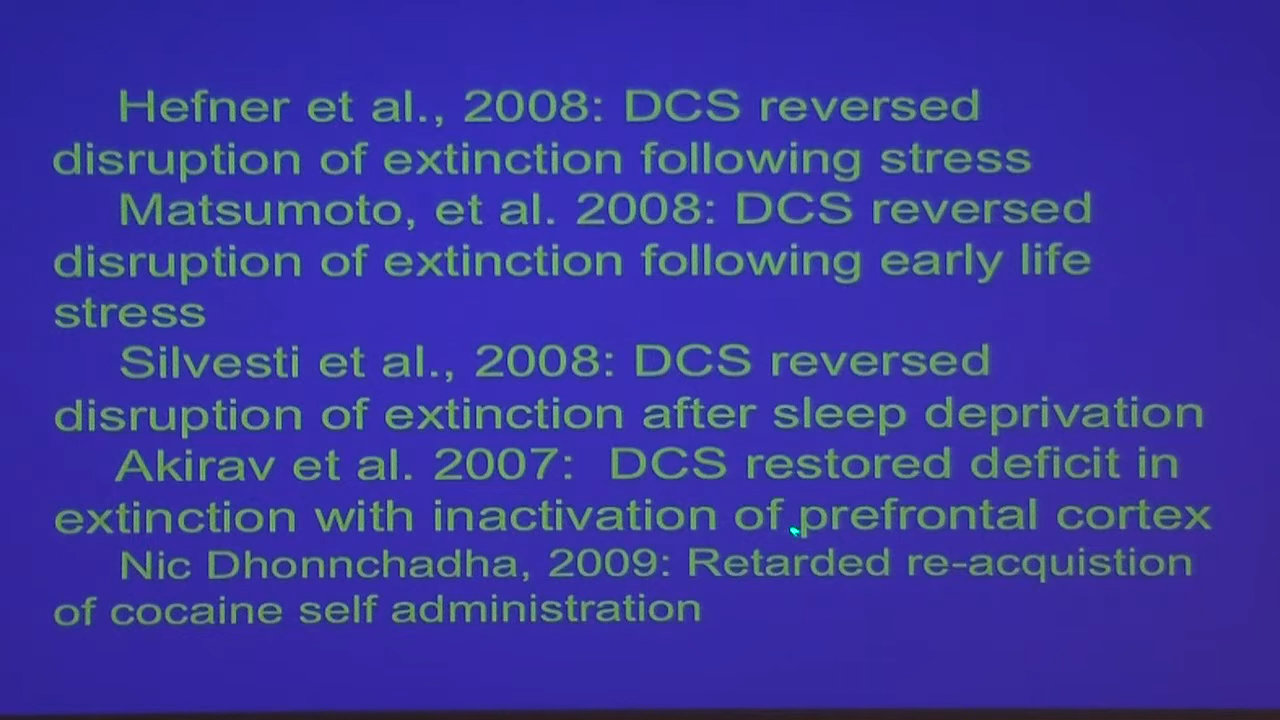 Hefner et al., 2008: DCS reversed
disruption of extinction following stress
Matsumoto, et al. 2008: DCS reversed
disruption of extinction following early life
stress
Silvesti et al., 2008: DCS reversed
disruption of extinction after sleep deprivation
Akirav et al. 2007: DCS restored deficit in
extinction with inactivation of prefrontal cortex
Nic Dhonnchadha, 2009: Retarded re-acquistion
of cocaine self administration